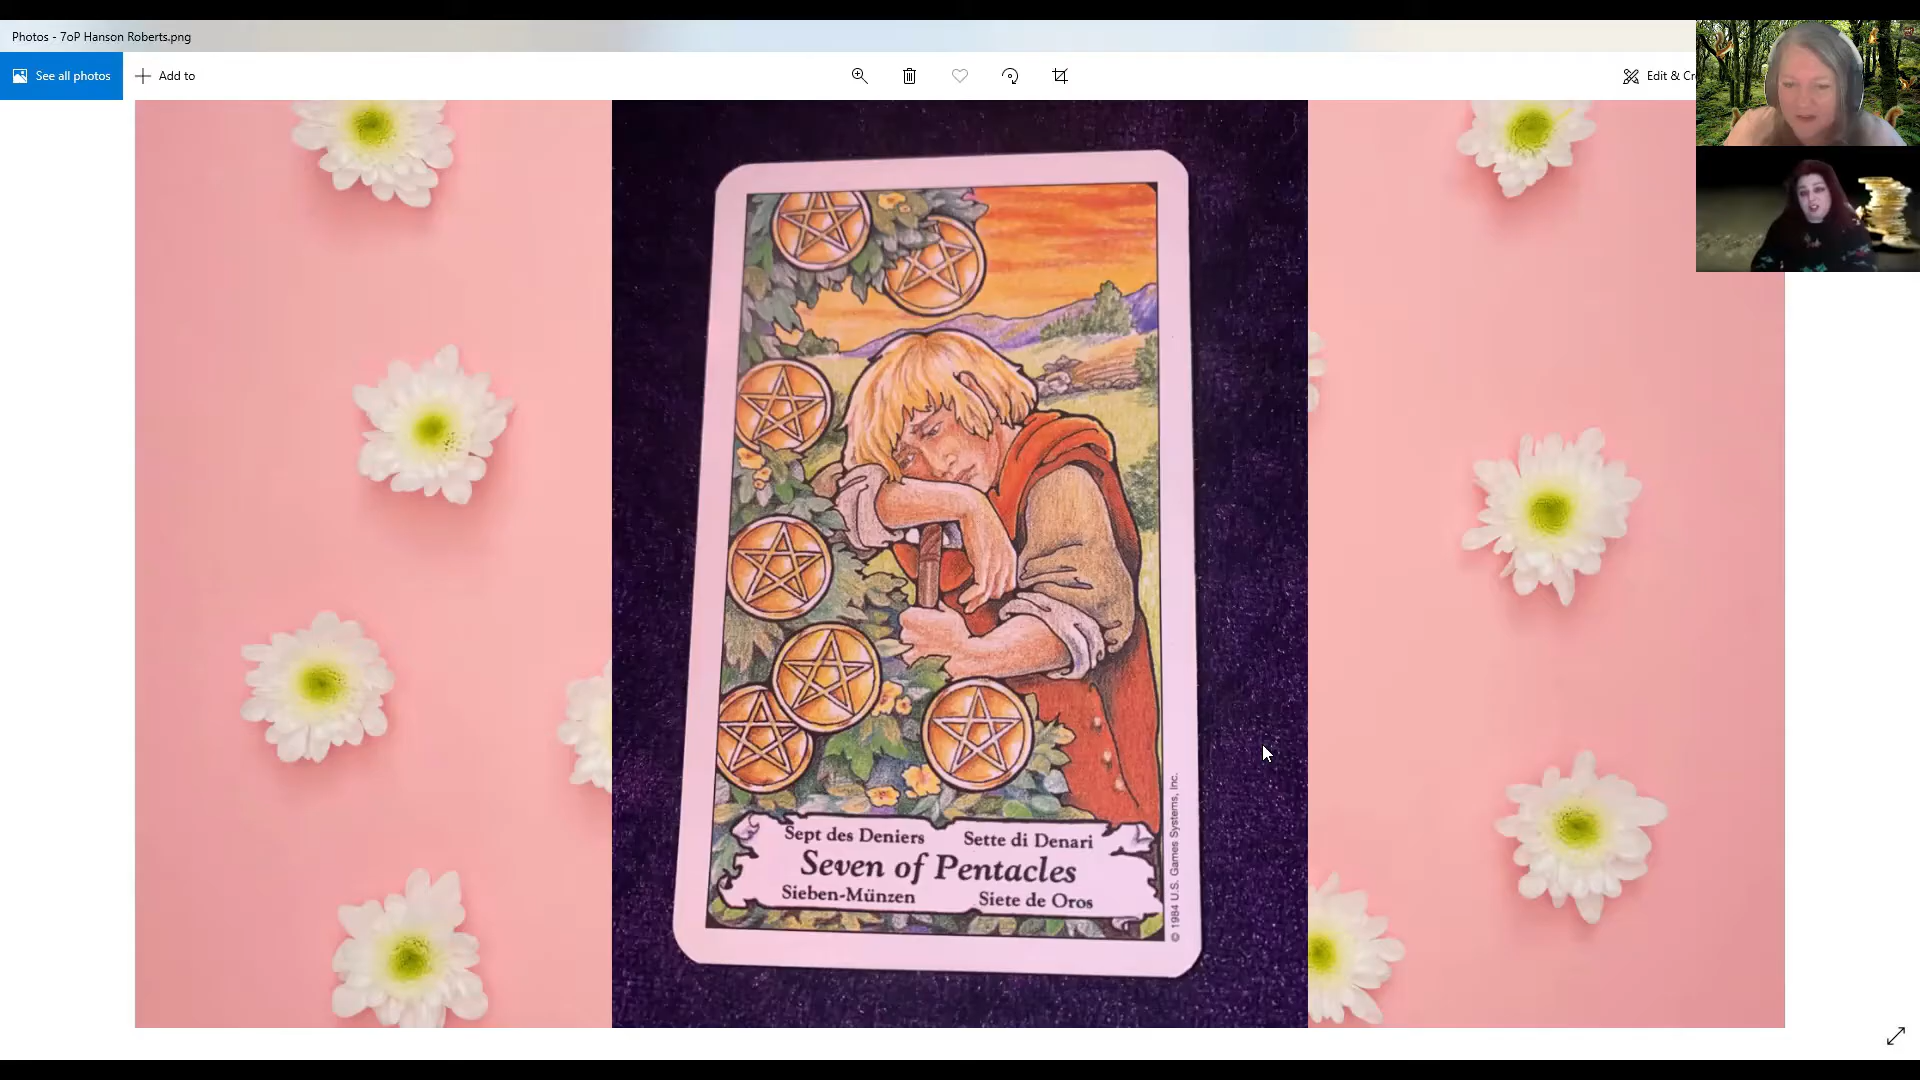 Photos - 7oP Hanson Roberts.png
See all photos
Add to
Edit & Cr
Sept des Deniers Sette di Denari
Seven of Pentacles
Sieben-Münzen Siete de Oros
© 1984 U.S. Games Systems, Inc.